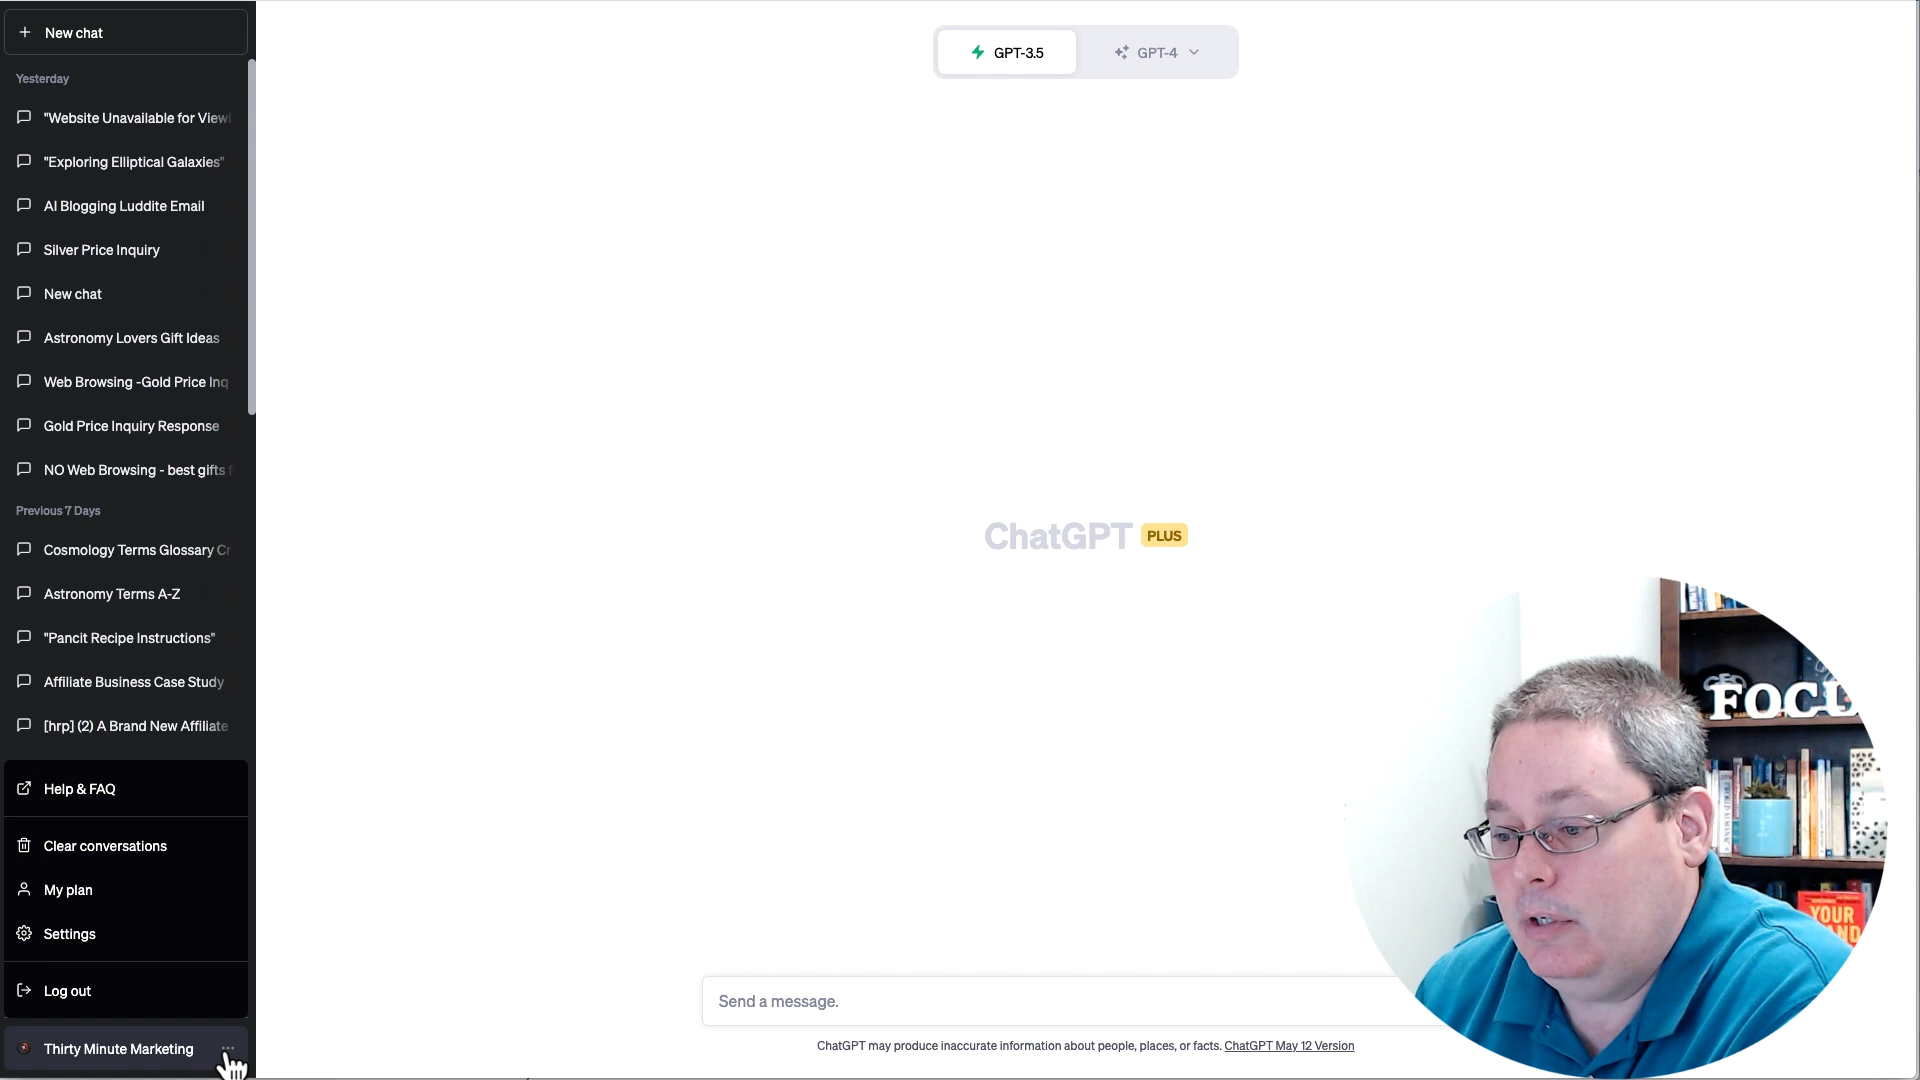 New chat
Yesterday
"Website Unavailable for Viewi
"Exploring Elliptical Galaxies"
AI Blogging Luddite Email
Silver Price Inquiry
New chat
Astronomy Lovers Gift Ideas
Web Browsing -Gold Price Inq
Gold Price Inquiry Response
NO Web Browsing - best gifts f
Previous 7 Days
Cosmology Terms Glossary Cr
Astronomy Terms A-Z
"Pancit Recipe Instructions"
Affiliate Business Case Study
[hrp] (2) A Brand New Affiliate
Help & FAQ
Clear conversations
My plan
Settings
Log out
Thirty Minute Marketing
GPT-3.5
GPT-4
ChatGPT PLUS
Send a message.
ChatGPT may produce inaccurate information about people, places, or facts. ChatGPT May 12 Version
FOCU
YOUR